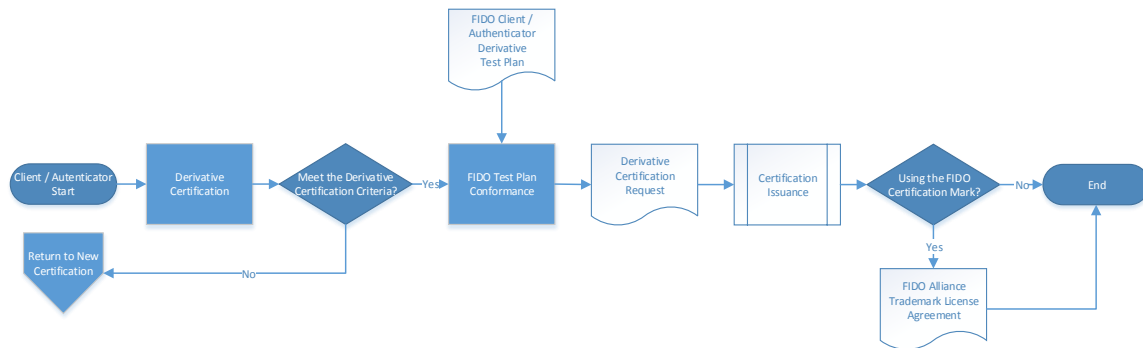 FIDO Client /
Authenticator
Derivative
Test Plan
Client / Autenticator
Start
Derivative
Certification
Meet the Derivative
Certification Criteria?
Yes
FIDO Test Plan
Conformance
Derivative
Certification
Request
Certification
Issuance
Using the FIDO
Certification Mark?
No
End
Return to New
Certification
No
Yes
FIDO Alliance
Trademark License
Agreement